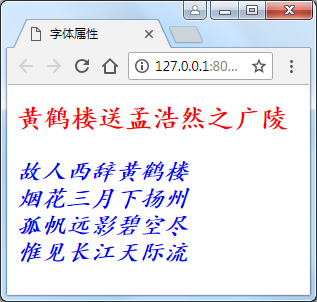 字体属性
127.0.0.1:80...
黄鹤楼送孟浩然之广陵
故人西辞黄鹤楼
烟花三月下扬州
孤帆远影碧空尽
惟见长江天际流